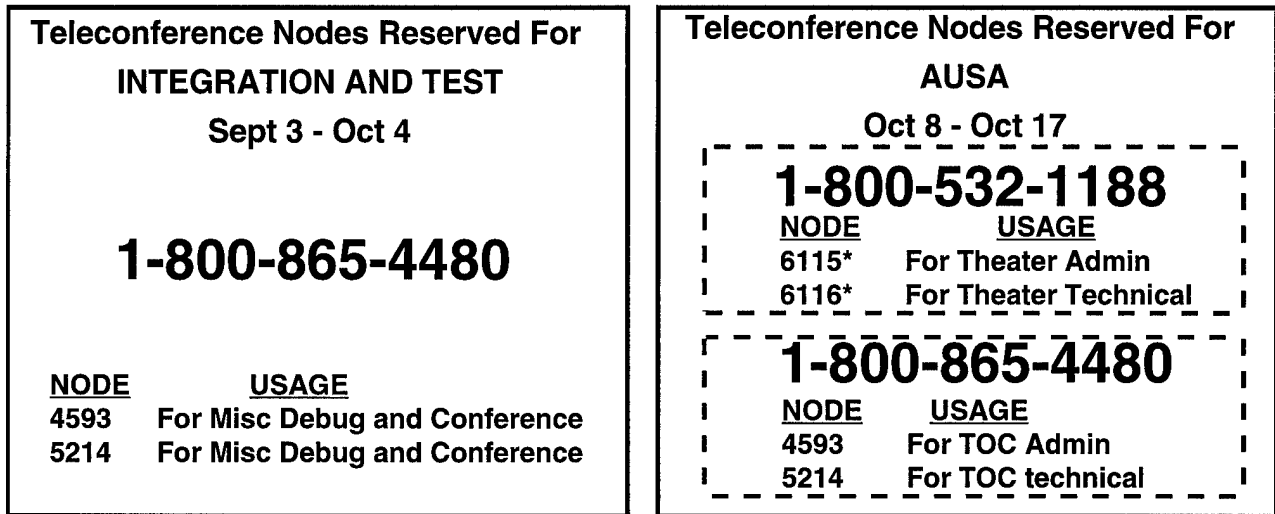 Teleconference Nodes Reserved For
INTEGRATION AND TEST
Sept 3 - Oct 4
1-800-865-4480
NODE USAGE
4593 For Misc Debug and Conference
5214 For Misc Debug and Conference
Teleconference Nodes Reserved For
AUSA
Oct 8 - Oct 17
1-800-532-1188
NODE USAGE
6115* For Theater Admin
6116* For Theater Technical
1-800-865-4480
NODE USAGE
4593 For TOC Admin
5214 For TOC technical